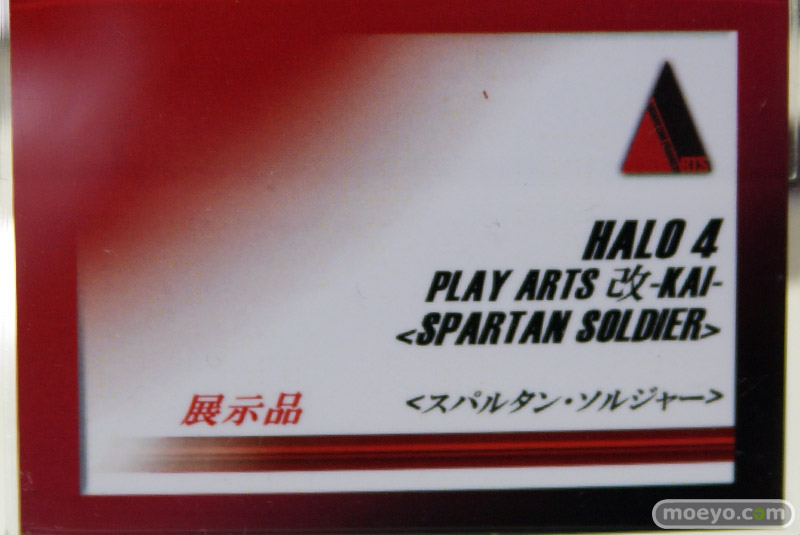 HALO 4
PLAY ARTS 改 -KAI-
<SPARTAN SOLDIER>
<スパルタン・ソルジャー>
展示品
moeyo.com